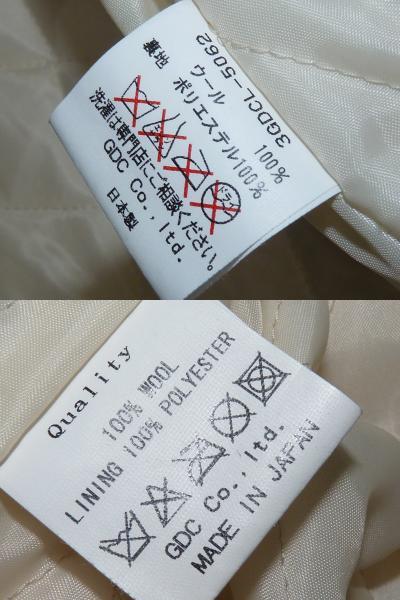 3GDCL-5062
ウール 100%
裏地 ポリエステル100%
洗濯は専門店にご相談ください。
GDC Co., ltd.
日本製
Quality
100% WOOL
LINING 100% POLYESTER
GDC Co., ltd.
MADE IN JAPAN